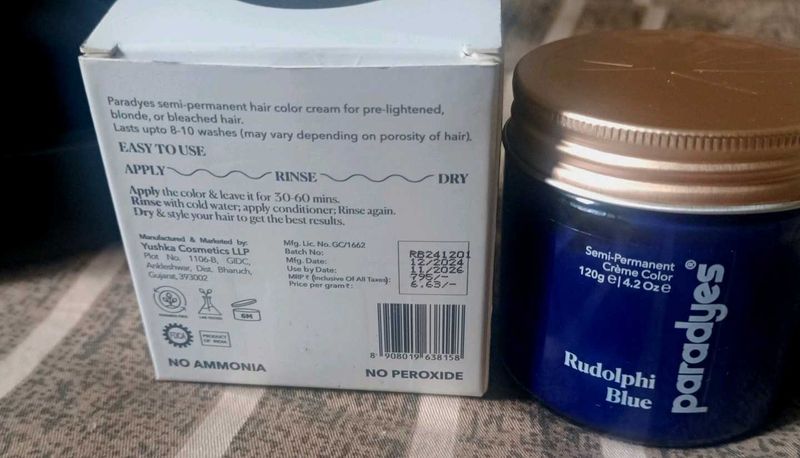 Paradyes semi-permanent hair color cream for pre-lightened,
blonde, or bleached hair.
Lasts upto 8-10 washes (may vary depending on porosity of hair).
EASY TO USE
APPLY RINSE DRY
Apply the color & leave it for 30-60 mins.
Rinse with cold water; apply conditioner; Rinse again.
Dry & style your hair to get the best results.
Manufactured & Marketed by:
Yushka Cosmetics LLP
Plot No. 1106-B, GIDC,
Ankleshwar, Dist, Bharuch,
Gujarat, 393002
Mfg. Lic. No. GC/1662
Batch No:
Mfg. Date:
Use by Date:
MRP ₹ (Inclusive Of All Taxes):
Price per gram ₹:
RB241201
12/2024
11/2026
795/-
6.63/-
LAB TESTED
6M
PRODUCT
OF INDIA
8 908019 638158
NO AMMONIA
NO PEROXIDE
Semi-Permanent
Crème Color
120g e | 4.2 Oz e
paradyes®
Rudolphi
Blue